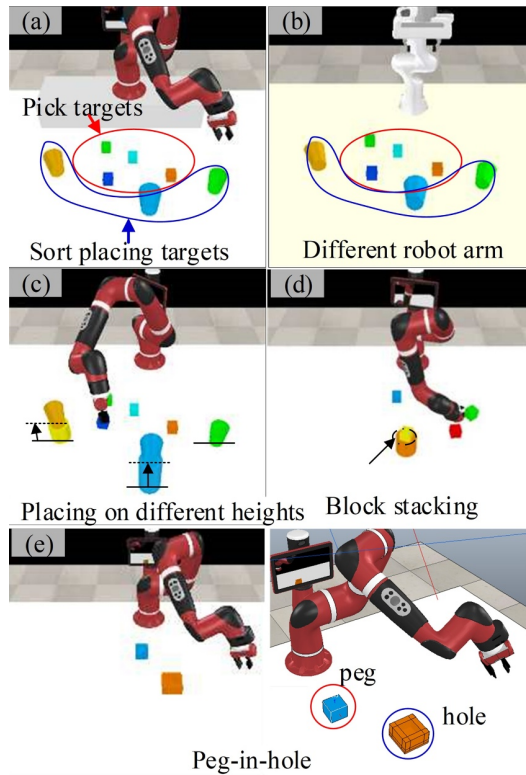 (a)
(b)
Pick targets
Sort placing targets
Different robot arm
(c)
(d)
Placing on different heights
Block stacking
(e)
peg
hole
Peg-in-hole